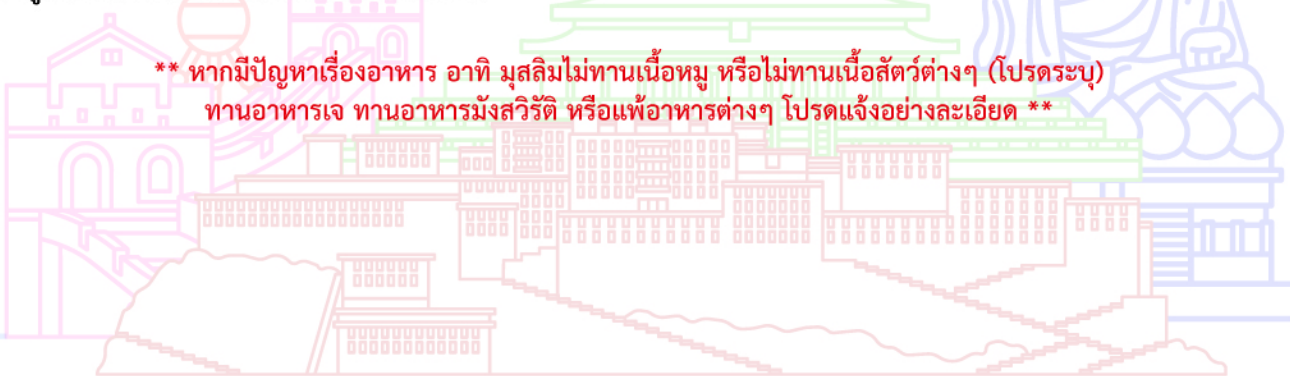 ** หากมีปัญหาเรื่องอาหาร อาทิ มุสลิมไม่ทานเนื้อหมู หรือไม่ทานเนื้อสัตว์ต่างๆ (โปรดระบุ)
ทานอาหารเจ ทานอาหารมังสวิรัติ หรือแพ้อาหารต่างๆ โปรดแจ้งอย่างละเอียด **